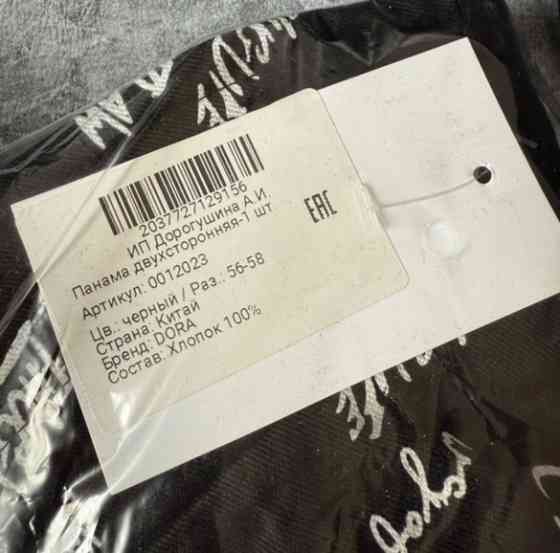 2037727129156
ИП Дорогушина А.И.
Панама двухсторонняя-1 шт
Артикул: 0012023
Цв.: черный / Раз.: 56-58
Страна: Китай
Бренд: DORA
Состав: Хлопок 100%
EAC